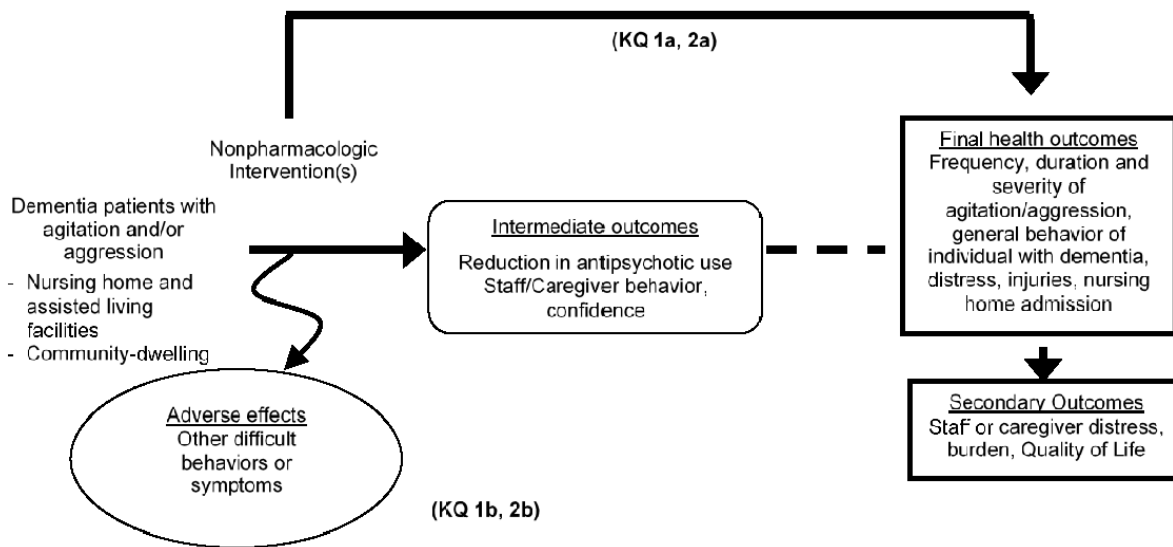 (KQ 1a, 2a)
Nonpharmacologic
Intervention(s)
Dementia patients with
agitation and/or
aggression
- Nursing home and
assisted living
facilities
- Community-dwelling
Adverse effects
Other difficult
behaviors or
symptoms
(KQ 1b, 2b)
Intermediate outcomes
Reduction in antipsychotic use
Staff/Caregiver behavior,
confidence
Final health outcomes
Frequency, duration and
severity of
agitation/aggression,
general behavior of
individual with dementia,
distress, injuries, nursing
home admission
Secondary Outcomes
Staff or caregiver distress,
burden, Quality of Life